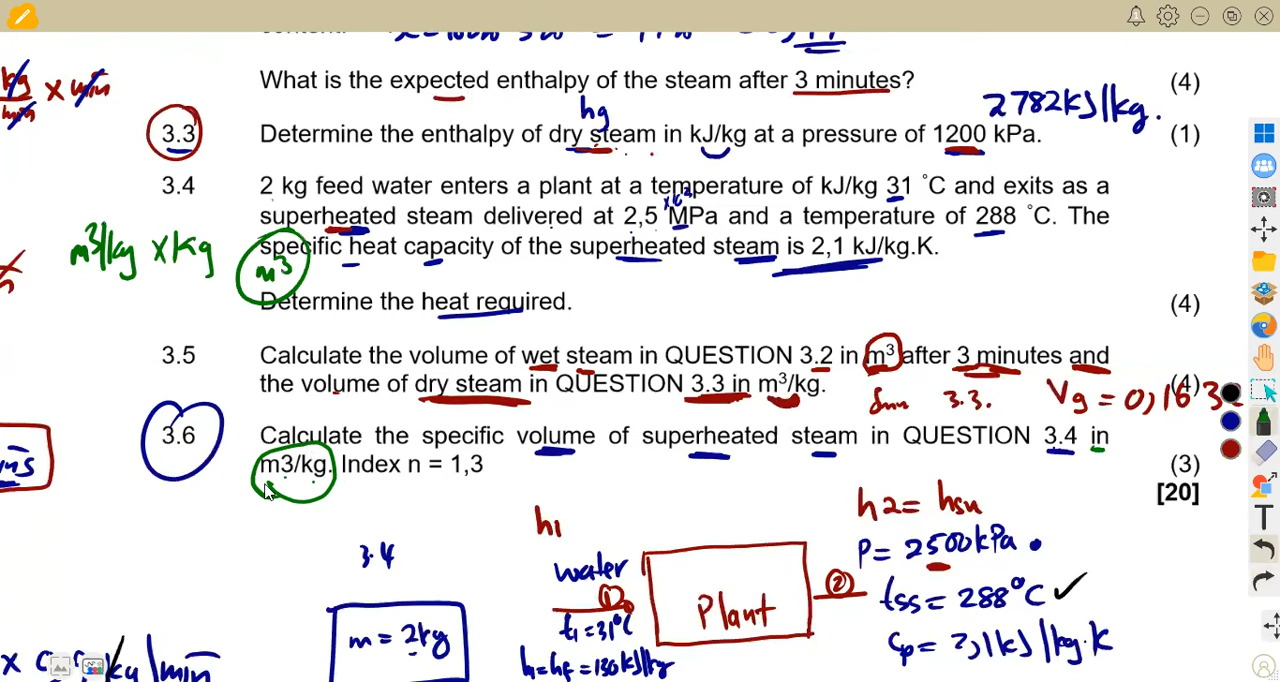 What is the expected enthalpy of the steam after 3 minutes? (4)
2782kJ/kg.
kg/min x min
hg
3.3 Determine the enthalpy of dry steam in kJ/kg at a pressure of 1200 kPa. (1)
3.4 2 kg feed water enters a plant at a temperature of kJ/kg 31 °C and exits as a
superheated steam delivered at 2,5 MPa and a temperature of 288 °C. The
m³/kg x kg
m³
specific heat capacity of the superheated steam is 2,1 kJ/kg.K.
Determine the heat required. (4)
3.5 Calculate the volume of wet steam in QUESTION 3.2 in m³ after 3 minutes and
the volume of dry steam in QUESTION 3.3 in m³/kg. (4)
3.3. Vg = 0,163
3.6 Calculate the specific volume of superheated steam in QUESTION 3.4 in
m3/kg. Index n = 1,3 (3)
[20]
h1
h2 = hsu
3.4
water
P = 2500kPa
①
②
Plant
tss = 288°C ✓
t1 = 31°C
m = 2kg
cp = 2,1kJ/kg.K
h1 = hf = 130kJ/kg
kg/min
T